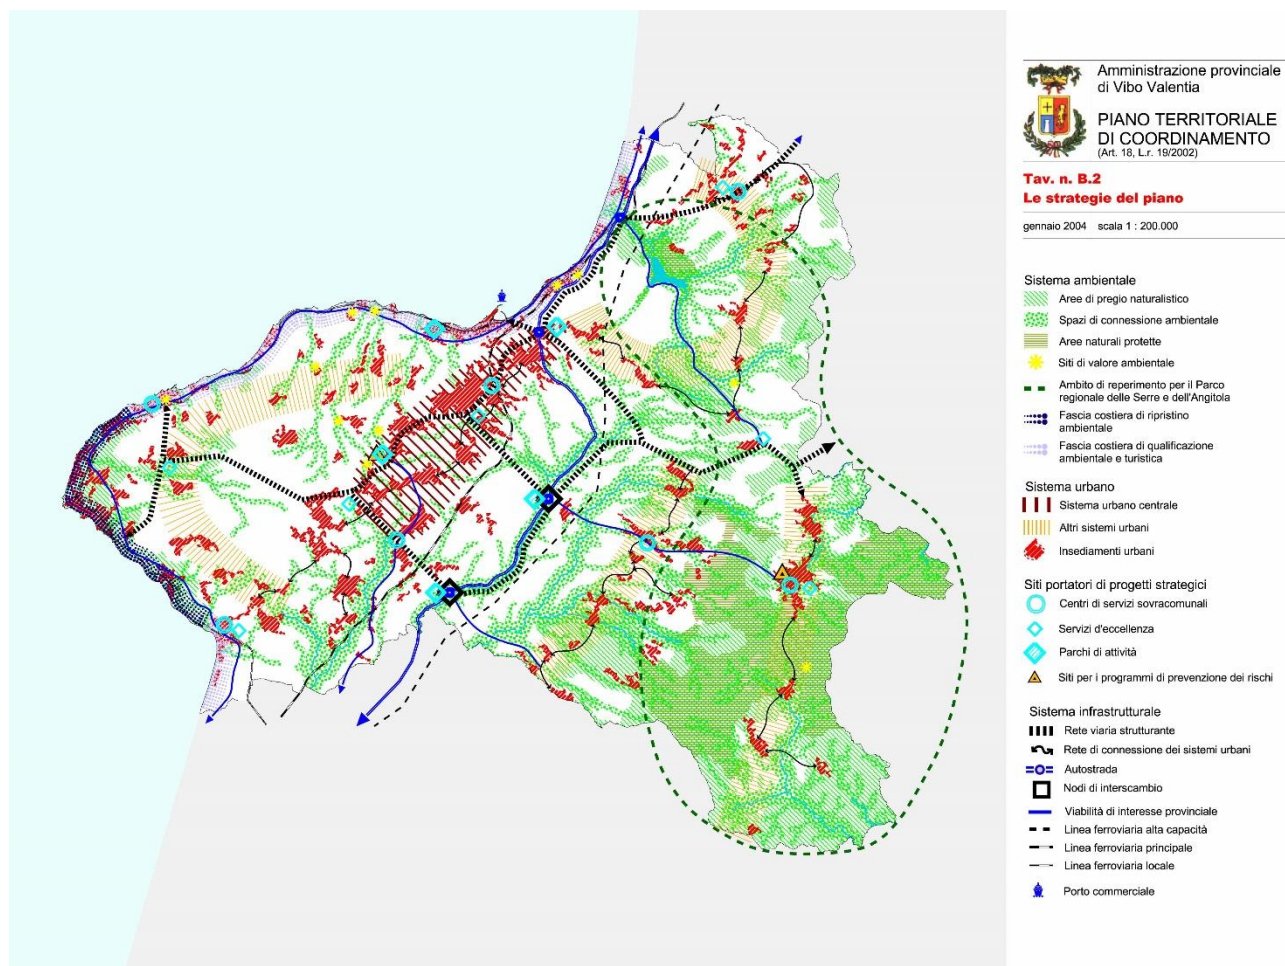 Amministrazione provinciale
di Vibo Valentia
PIANO TERRITORIALE
DI COORDINAMENTO
(Art. 18, L.r. 19/2002)
Tav. n. B.2
Le strategie del piano
gennaio 2004 scala 1 : 200.000
Sistema ambientale
Aree di pregio naturalistico
Spazi di connessione ambientale
Aree naturali protette
Siti di valore ambientale
Ambito di reperimento per il Parco
regionale delle Serre e dell'Angitola
Fascia costiera di ripristino
ambientale
Fascia costiera di qualificazione
ambientale e turistica
Sistema urbano
Sistema urbano centrale
Altri sistemi urbani
Insediamenti urbani
Siti portatori di progetti strategici
Centri di servizi sovracomunali
Servizi d'eccellenza
Parchi di attività
Siti per i programmi di prevenzione dei rischi
Sistema infrastrutturale
Rete viaria strutturante
Rete di connessione dei sistemi urbani
Autostrada
Nodi di interscambio
Viabilità di interesse provinciale
Linea ferroviaria alta capacità
Linea ferroviaria principale
Linea ferroviaria locale
Porto commerciale